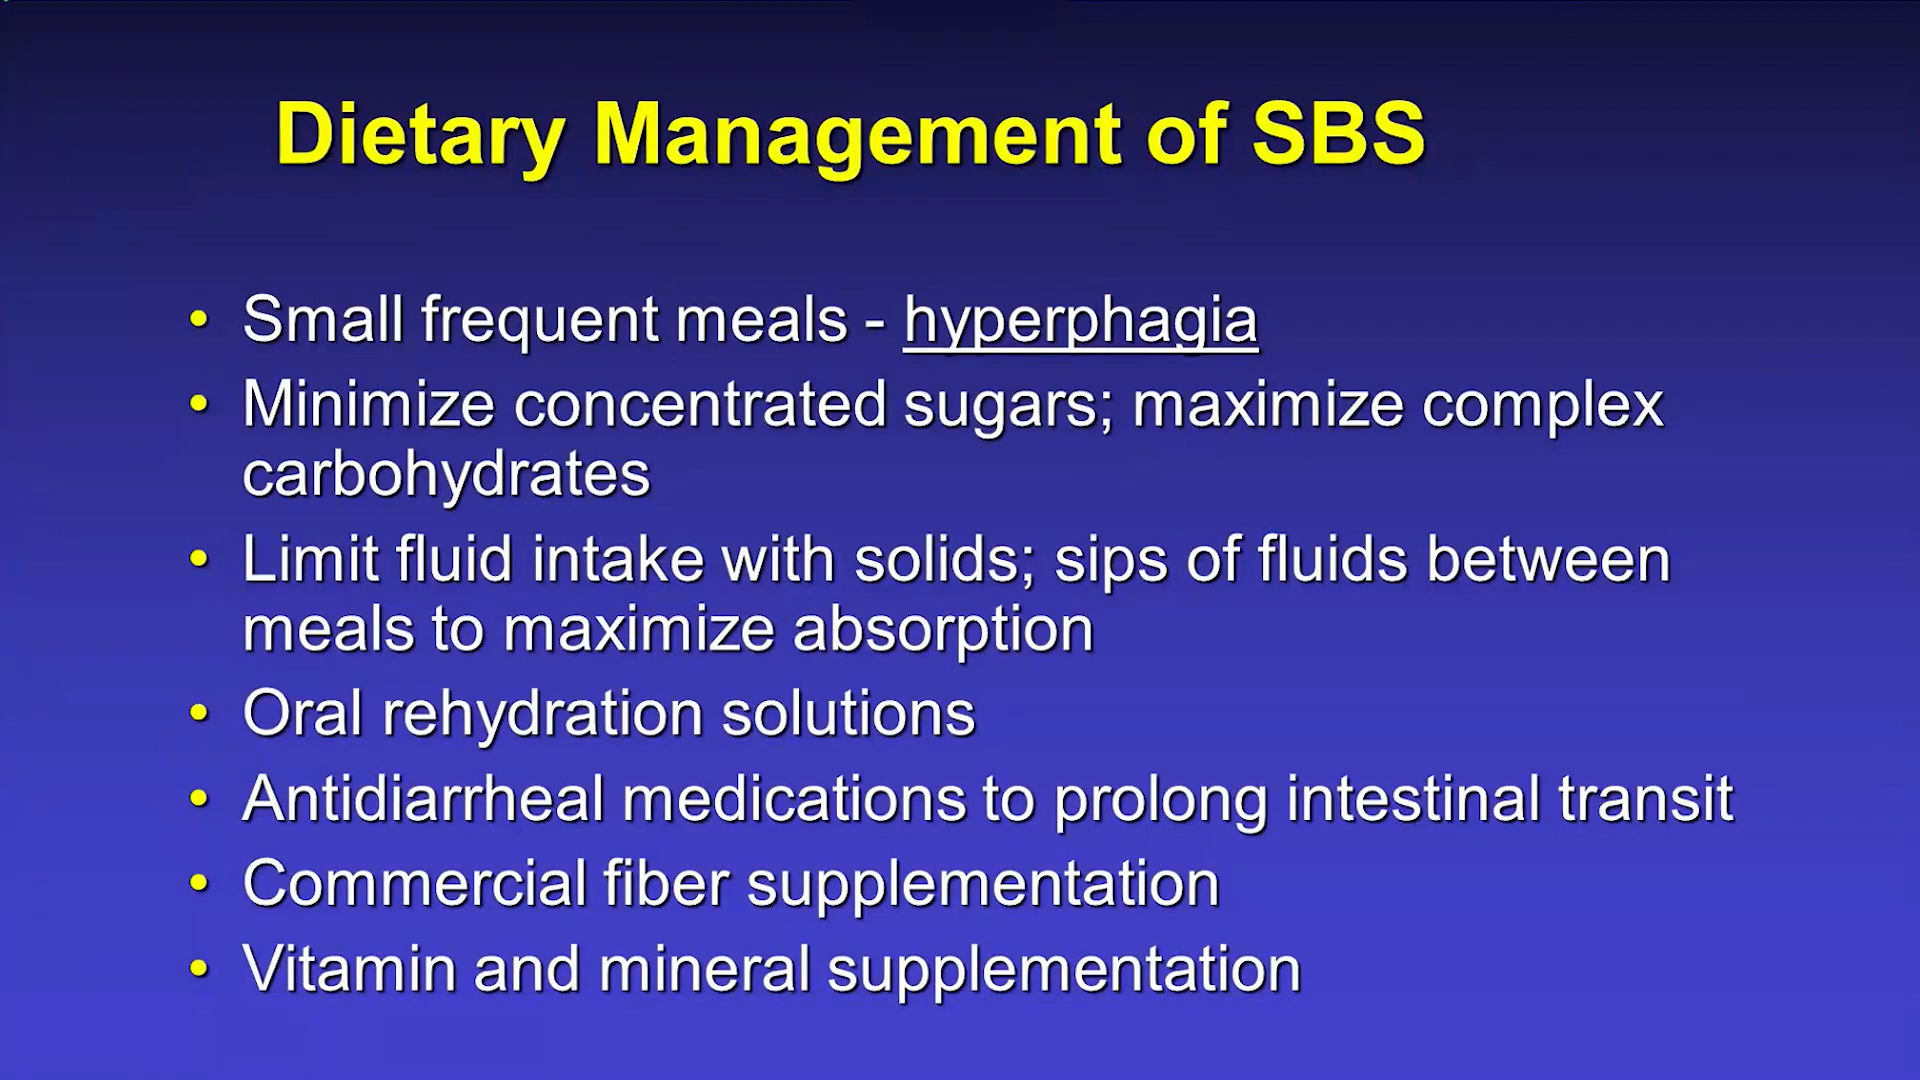 Dietary Management of SBS
• Small frequent meals - hyperphagia
• Minimize concentrated sugars; maximize complex
carbohydrates
• Limit fluid intake with solids; sips of fluids between
meals to maximize absorption
• Oral rehydration solutions
• Antidiarrheal medications to prolong intestinal transit
• Commercial fiber supplementation
• Vitamin and mineral supplementation